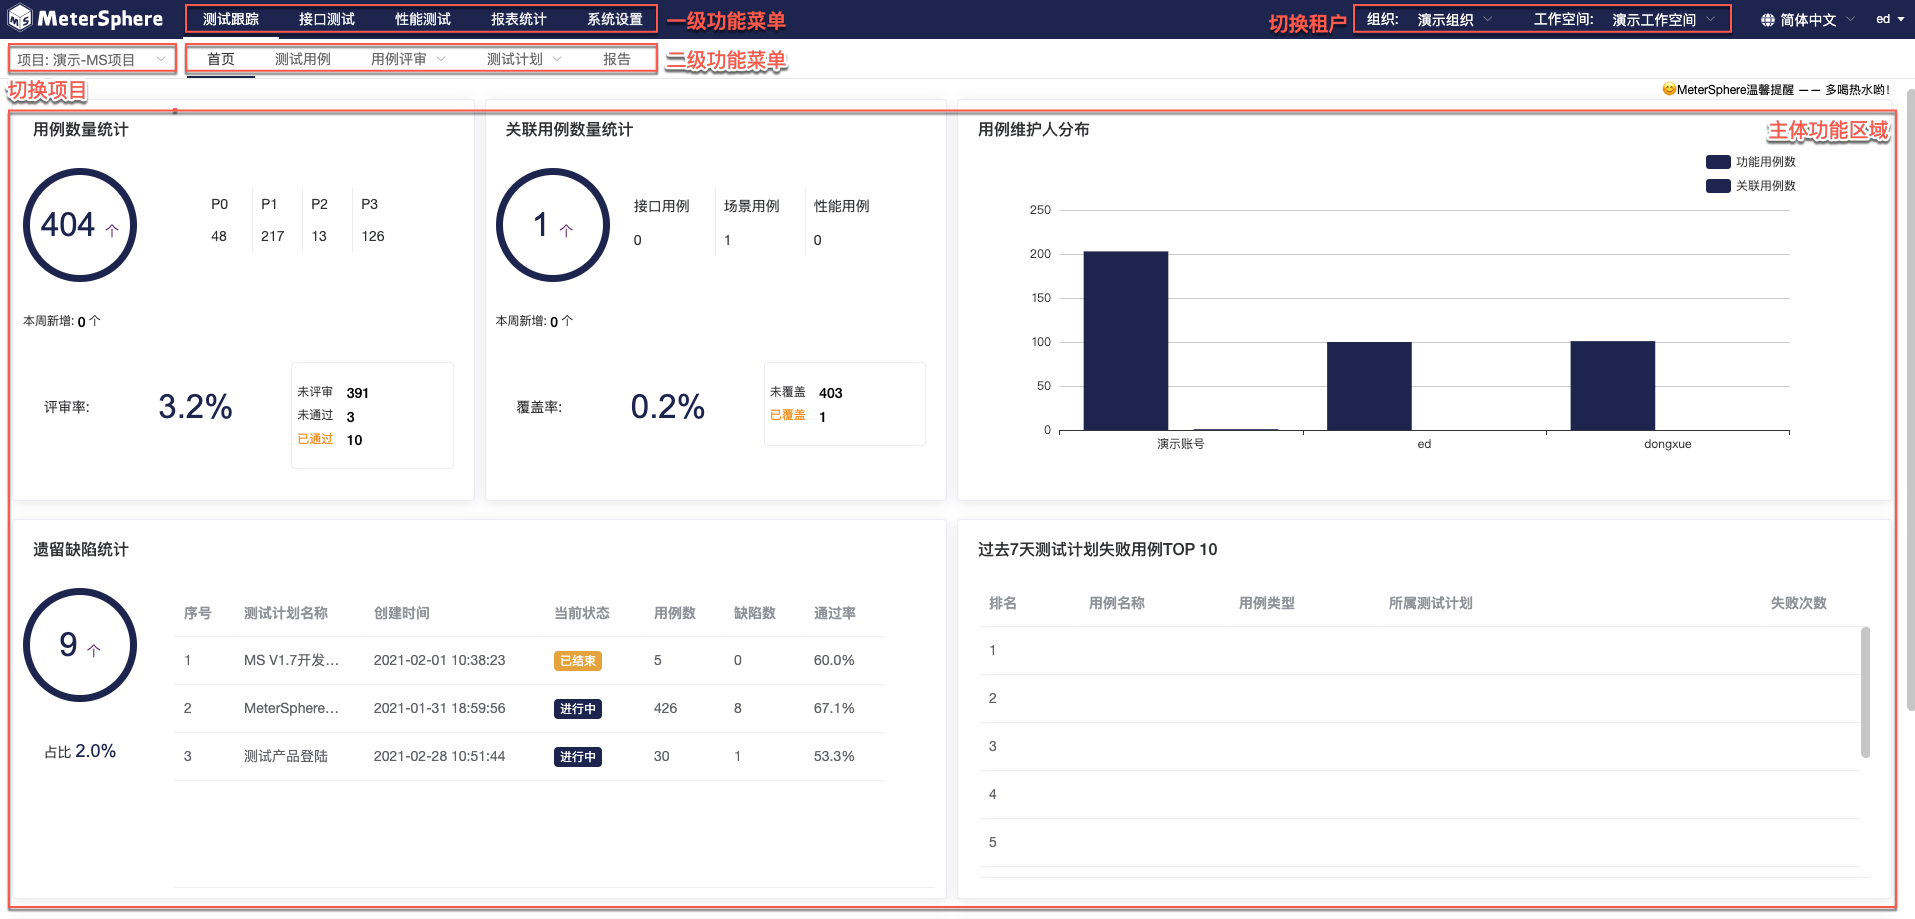 MeterSphere 测试跟踪 接口测试 性能测试 报表统计 系统设置 一级功能菜单 切换租户 组织: 演示组织 工作空间: 演示工作空间 简体中文 ed
项目: 演示-MS项目 首页 测试用例 用例评审 测试计划 报告 二级功能菜单
切换项目
😊MeterSphere温馨提醒 —— 多喝热水哟!
主体功能区域
用例数量统计
404 个
P0 P1 P2 P3
48 217 13 126
本周新增: 0 个
评审率: 3.2%
未评审 391
未通过 3
已通过 10
关联用例数量统计
1 个
接口用例 场景用例 性能用例
0 1 0
本周新增: 0 个
覆盖率: 0.2%
未覆盖 403
已覆盖 1
用例维护人分布
功能用例数
关联用例数
250
200
150
100
50
0
演示账号 ed dongxue
遗留缺陷统计
9 个
占比 2.0%
序号 测试计划名称 创建时间 当前状态 用例数 缺陷数 通过率
1 MS V1.7开发... 2021-02-01 10:38:23 已结束 5 0 60.0%
2 MeterSphere... 2021-01-31 18:59:56 进行中 426 8 67.1%
3 测试产品登陆 2021-02-28 10:51:44 进行中 30 1 53.3%
过去7天测试计划失败用例TOP 10
排名 用例名称 用例类型 所属测试计划 失败次数
1
2
3
4
5